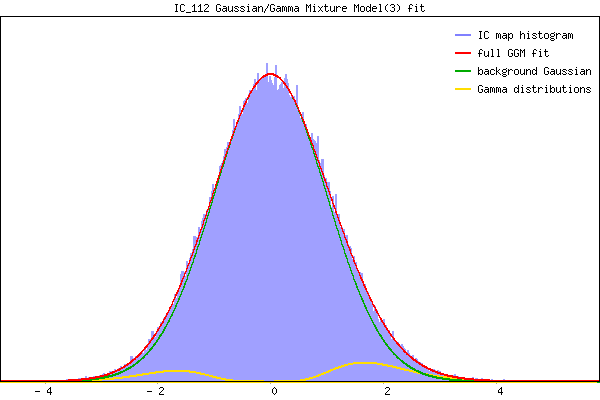 IC_112 Gaussian/Gamma Mixture Model(3) fit
IC map histogram
full GGM fit
background Gaussian
Gamma distributions
-4 -2 0 2 4